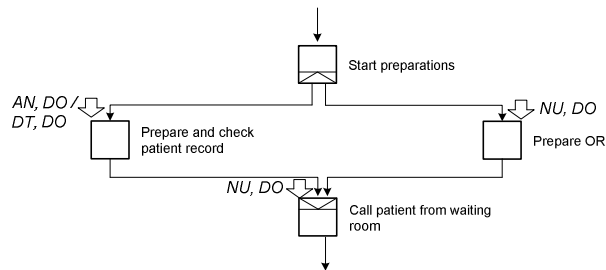 Start preparations
AN, DO /
DT, DO
Prepare and check
patient record
NU, DO
Prepare OR
NU, DO
Call patient from waiting
room